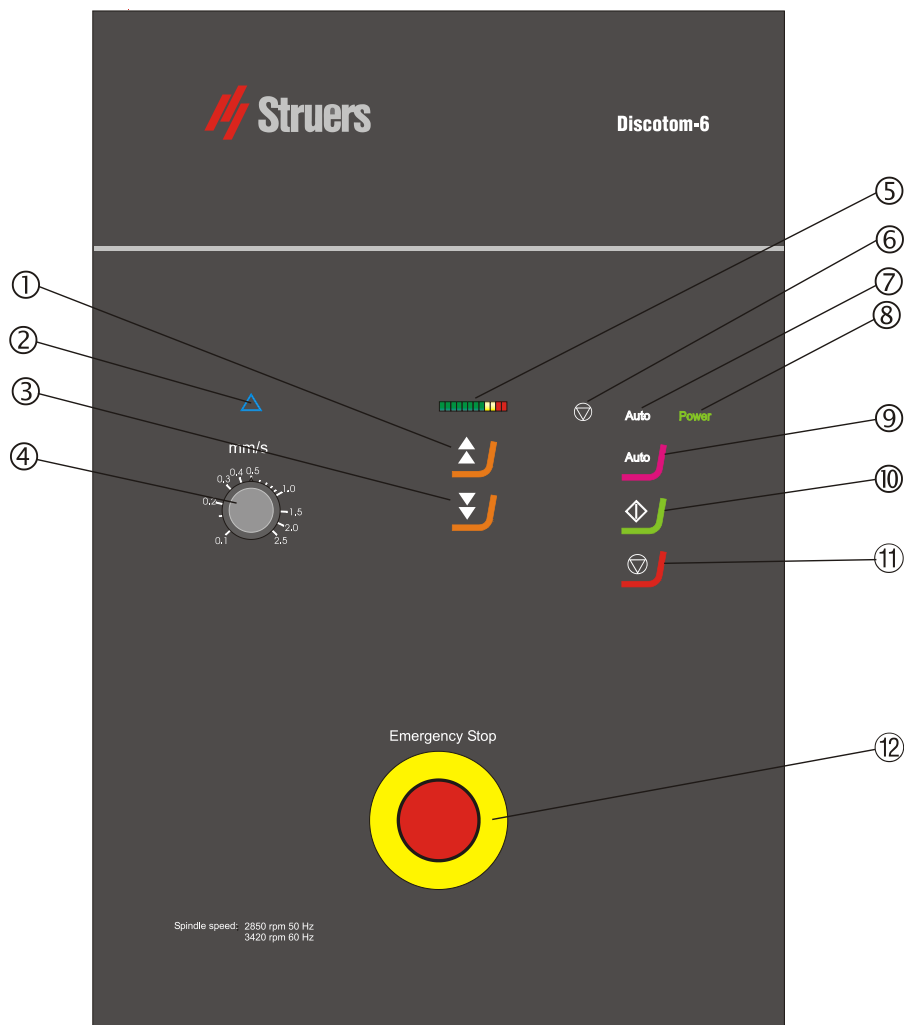 Struers
Discotom-6
⑤
⑥
① ⑦
② ⑧
③
Auto Power
⑨
④ mm/s Auto
0.3 0.4 0.5
1.0 ⑩
0.2
1.5
2.0
0.1 2.5
⑪
Emergency Stop
⑫
Spindle speed: 2850 rpm 50 Hz
3420 rpm 60 Hz